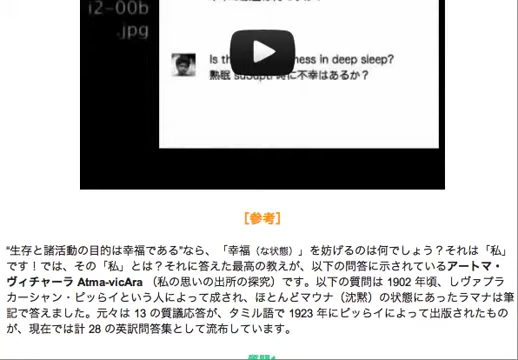 i2-00b
.jpg
Is th ness in deep sleep?
熟眠 suSupti 時に不幸はあるか？
［参考］
“生存と諸活動の目的は幸福である”なら、「幸福（な状態）」を妨げるのは何でしょう？それは「私」
です！では、その「私」とは？それに答えた最高の教えが、以下の問答に示されているアートマ・
ヴィチャーラ Atma-vicAra （私の思いの出所の探究）です。以下の質問は 1902 年頃、しヴァプラ
カーシャン・ピッらイという人によって成され、ほとんどマウナ（沈黙）の状態にあったラマナは筆
記で答えました。元々は 13 の質議応答が、タミル語で 1923 年にピッらイによって出版されたもの
が、現在では計 28 の英訳問答集として流布しています。